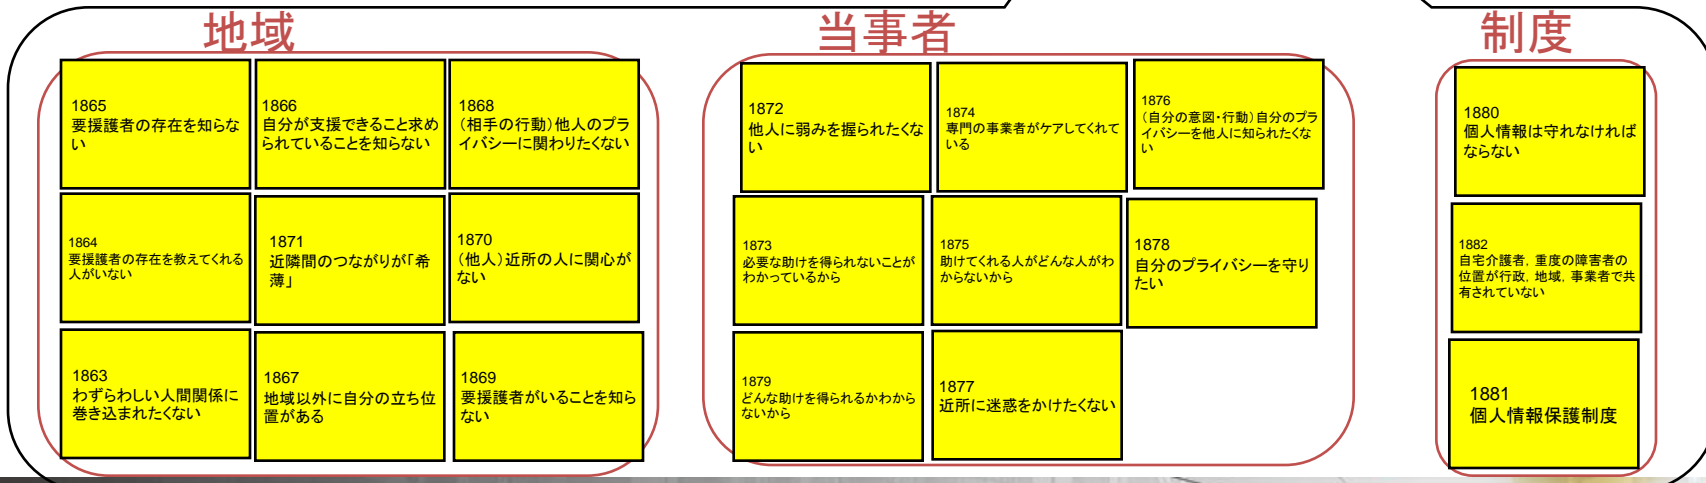 地域
1865
要援護者の存在を知らな
い
1866
自分が支援できること求め
られていることを知らない
1868
（相手の行動）他人のプラ
イバシーに関わりたくない
1864
要援護者の存在を教えてくれる
人がいない
1871
近隣間のつながりが「希
薄」
1870
（他人）近所の人に関心が
ない
1863
わずらわしい人間関係に
巻き込まれたくない
1867
地域以外に自分の立ち位
置がある
1869
要援護者がいることを知ら
ない
当事者
1872
他人に弱みを握られたくな
い
1874
専門の事業者がケアしてくれて
いる
1876
（自分の意図・行動）自分のプラ
イバシーを他人に知られたくな
い
1873
必要な助けを得られないことが
わかっているから
1875
助けてくれる人がどんな人がわ
からないから
1878
自分のプライバシーを守り
たい
1879
どんな助けを得られるかわから
ないから
1877
近所に迷惑をかけたくない
制度
1880
個人情報は守れなければ
ならない
1882
自宅介護者，重度の障害者の
位置が行政，地域，事業者で共
有されていない
1881
個人情報保護制度